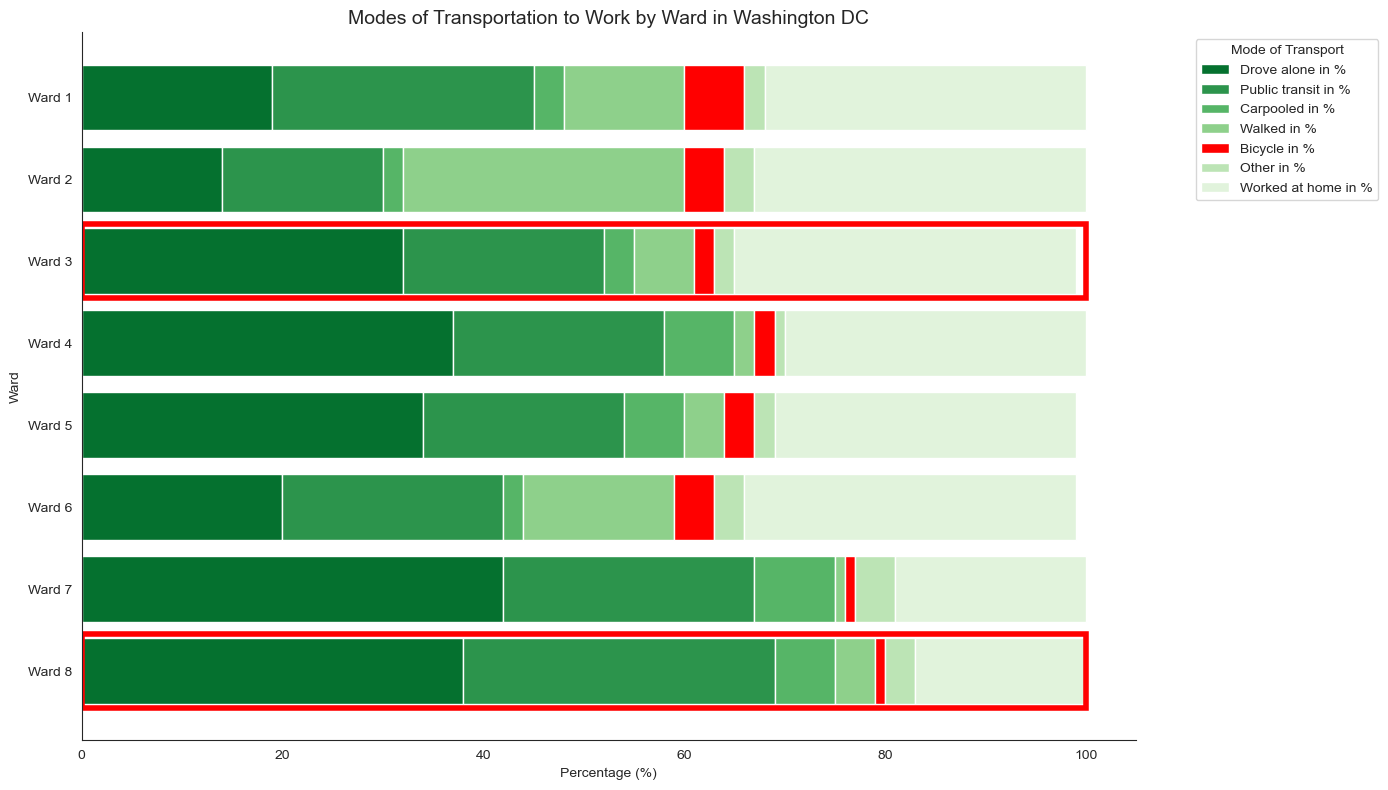 Modes of Transportation to Work by Ward in Washington DC
Mode of Transport
Drove alone in %
Public transit in %
Carpooled in %
Walked in %
Bicycle in %
Other in %
Worked at home in %
Ward
Ward 1
Ward 2
Ward 3
Ward 4
Ward 5
Ward 6
Ward 7
Ward 8
0 20 40 60 80 100
Percentage (%)